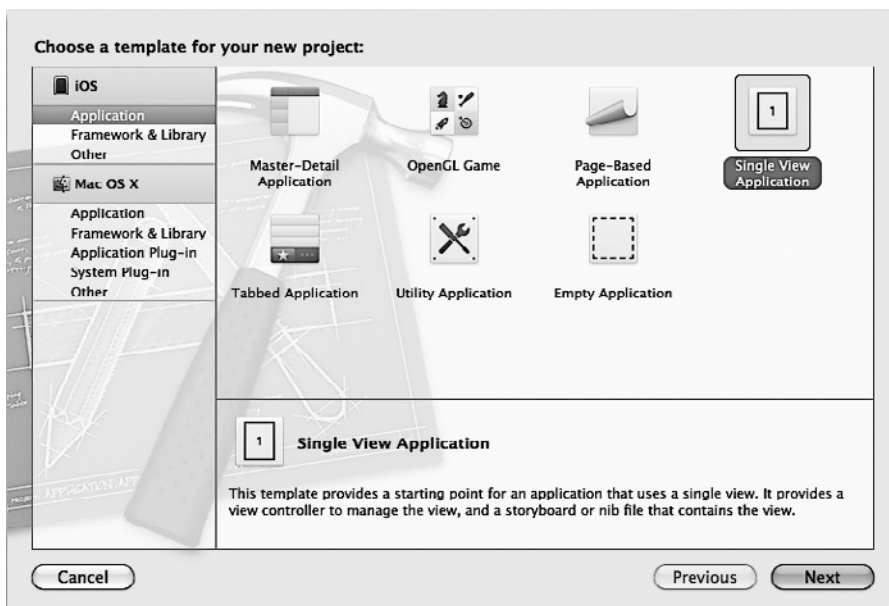 Choose a template for your new project:
iOS
Application
Framework & Library
Other
Mac OS X
Application
Framework & Library
Application Plug-in
System Plug-in
Other
Master-Detail
Application
OpenGL Game
Page-Based
Application
1
Single View
Application
Tabbed Application
Utility Application
Empty Application
1
Single View Application
This template provides a starting point for an application that uses a single view. It provides a
view controller to manage the view, and a storyboard or nib file that contains the view.
Cancel
Previous
Next